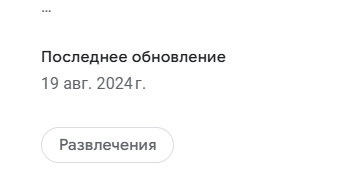 ...
Последнее обновление
19 авг. 2024 г.
Развлечения